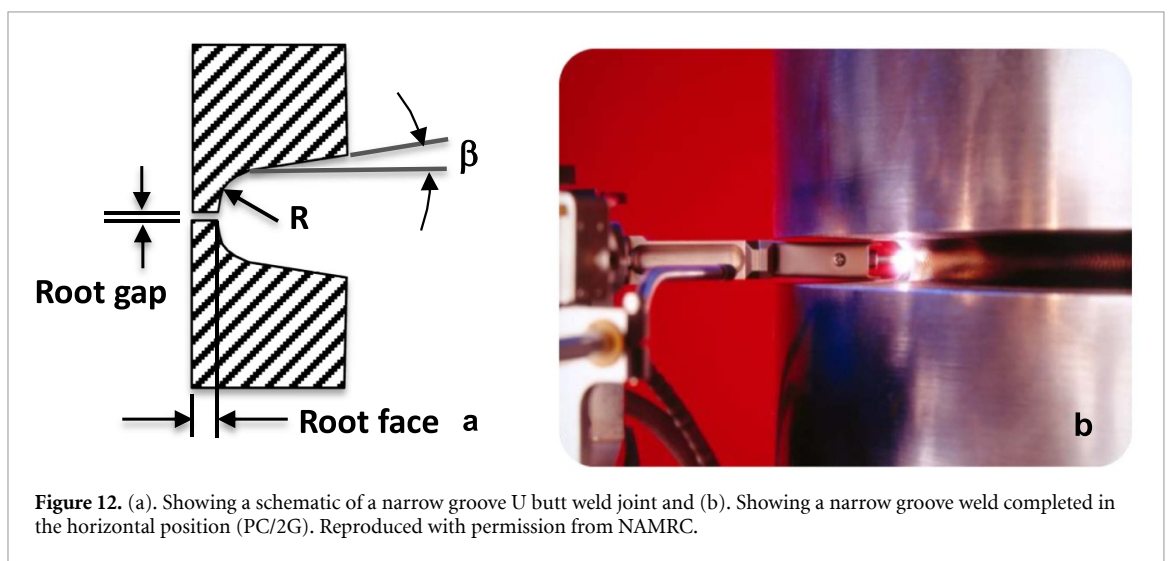 β
R
Root gap
Root face a
b
Figure 12. (a). Showing a schematic of a narrow groove U butt weld joint and (b). Showing a narrow groove weld completed in
the horizontal position (PC/2G). Reproduced with permission from NAMRC.